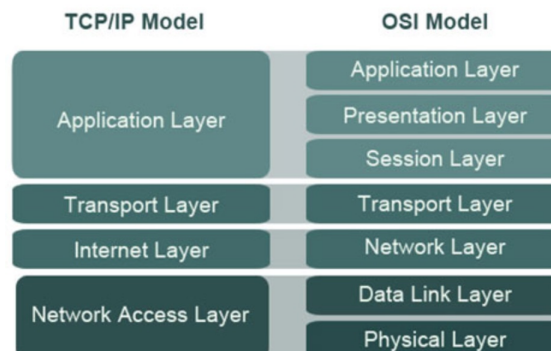 TCP/IP Model
Application Layer
Transport Layer
Internet Layer
Network Access Layer
OSI Model
Application Layer
Presentation Layer
Session Layer
Transport Layer
Network Layer
Data Link Layer
Physical Layer